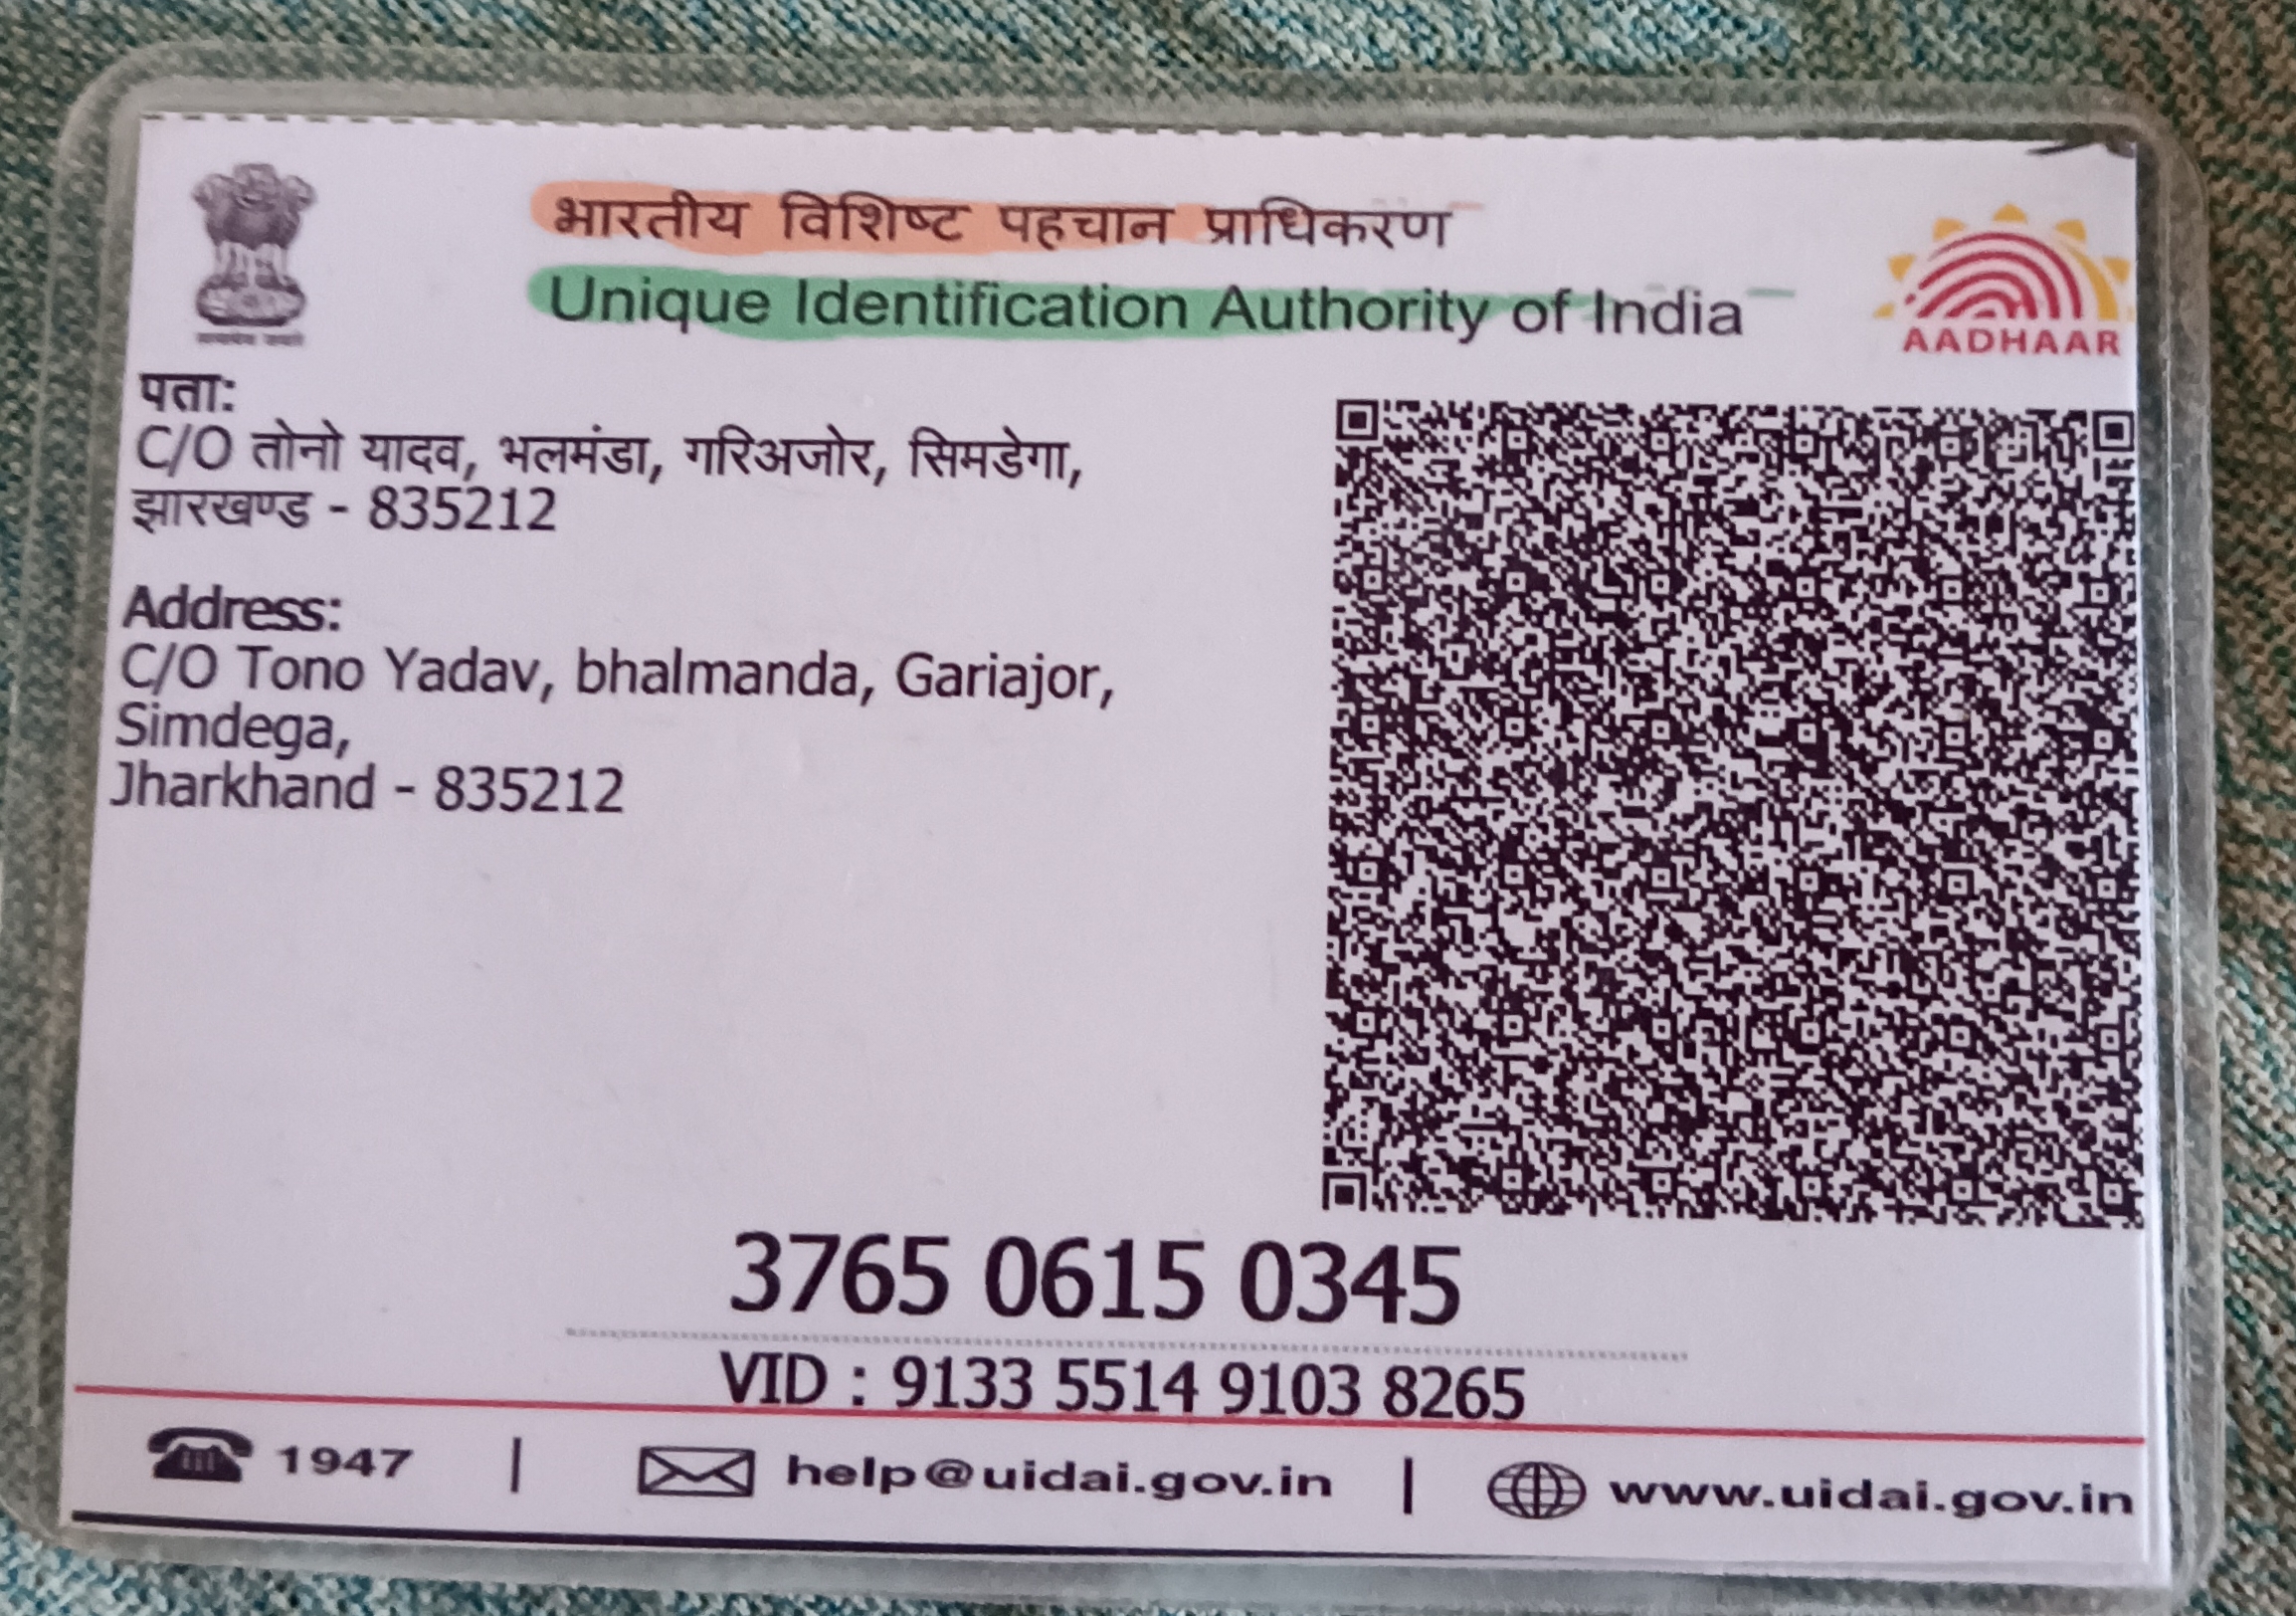 भारतीय विशिष्ट पहचान प्राधिकरण
Unique Identification Authority of India
AADHAAR
पता:
C/O तोनो यादव, भलमंडा, गरिअजोर, सिमडेगा,
झारखण्ड - 835212
Address:
C/O Tono Yadav, bhalmanda, Gariajor,
Simdega,
Jharkhand - 835212
3765 0615 0345
VID : 9133 5514 9103 8265
1947 | help@uidai.gov.in | www.uidai.gov.in